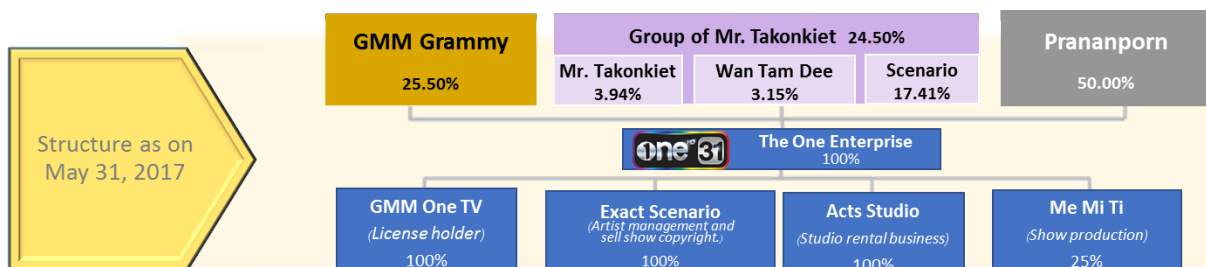 Structure as on
May 31, 2017
GMM Grammy
25.50%
Group of Mr. Takonkiet 24.50%
Mr. Takonkiet
3.94%
Wan Tam Dee
3.15%
Scenario
17.41%
Prananporn
50.00%
one HD 31
The One Enterprise
100%
GMM One TV
(License holder)
100%
Exact Scenario
(Artist management and
sell show copyright.)
100%
Acts Studio
(Studio rental business)
100%
Me Mi Ti
(Show production)
25%